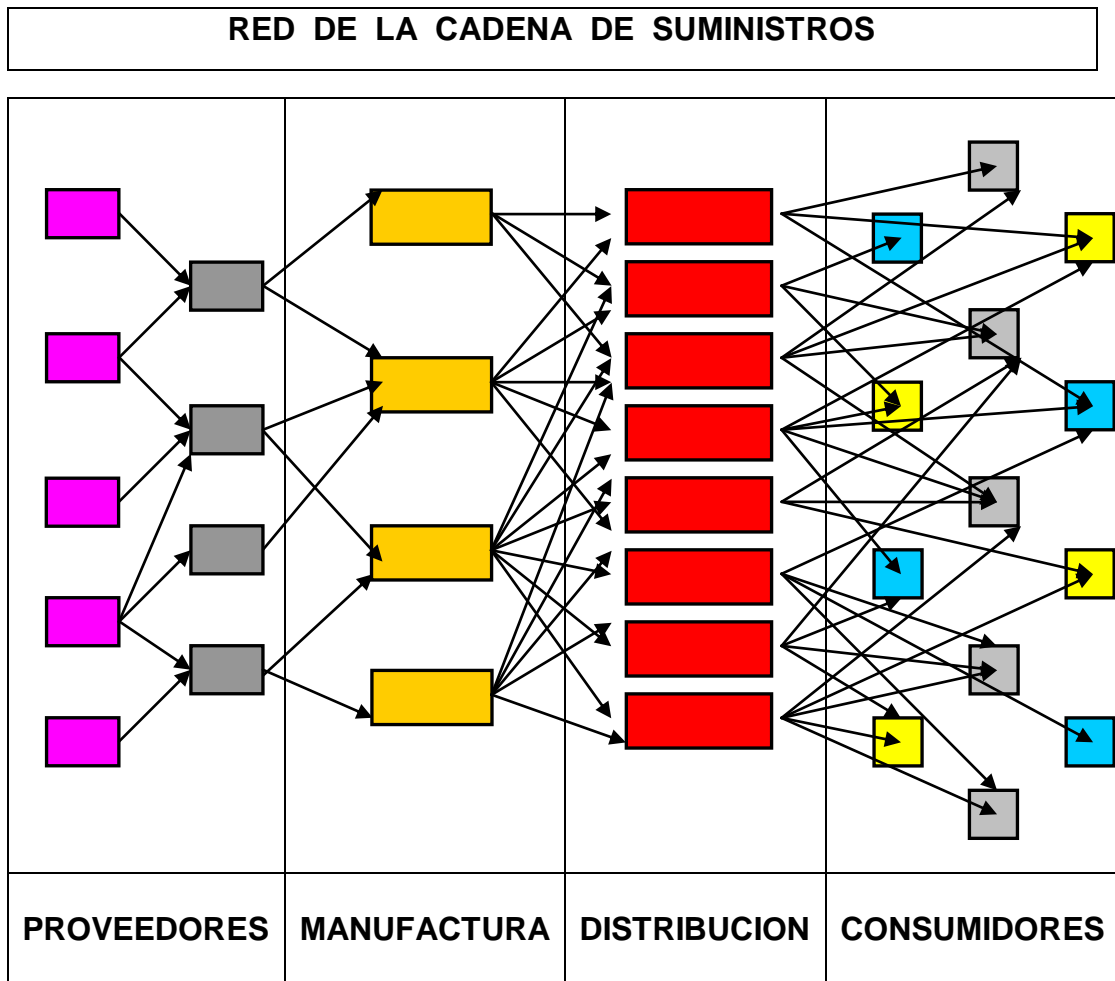 RED DE LA CADENA DE SUMINISTROS
PROVEEDORES MANUFACTURA DISTRIBUCION CONSUMIDORES